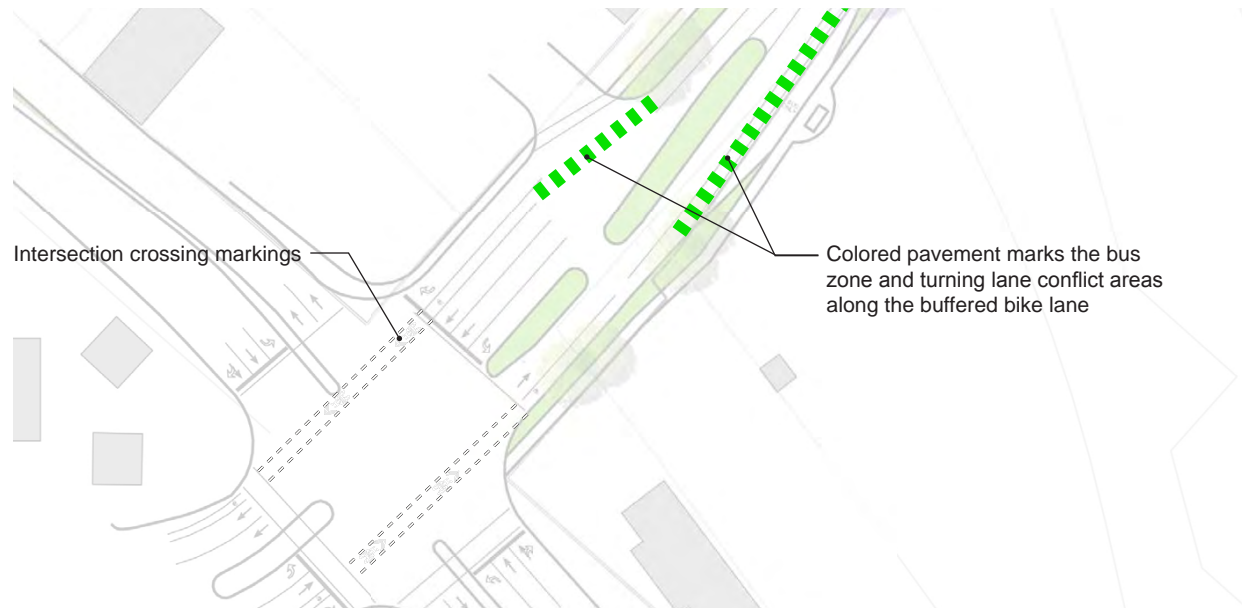 Intersection crossing markings
Colored pavement marks the bus
zone and turning lane conflict areas
along the buffered bike lane